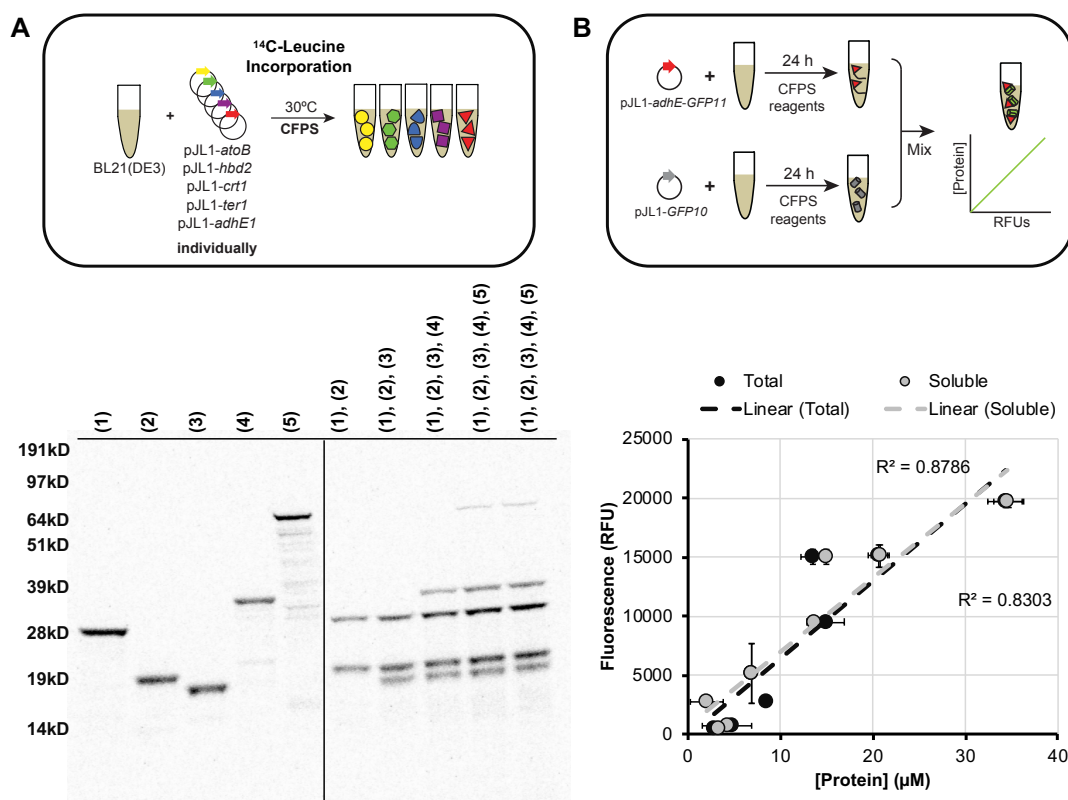 A
¹⁴C-Leucine
Incorporation
BL21(DE3)
+
30ºC
CFPS
pJL1-atoB
pJL1-hbd2
pJL1-crt1
pJL1-ter1
pJL1-adhE1
individually
(1)
(2)
(3)
(4)
(5)
(1), (2)
(1), (2), (3)
(1), (2), (3), (4)
(1), (2), (3), (4), (5)
(1), (2), (3), (4), (5)
191kD
97kD
64kD
51kD
39kD
28kD
19kD
14kD
B
pJL1-adhE-GFP11
+
24 h
CFPS
reagents
pJL1-GFP10
+
24 h
CFPS
reagents
Mix
[Protein]
RFUs
Total
Soluble
Linear (Total)
Linear (Soluble)
Fluorescence (RFU)
25000
20000
15000
10000
5000
0
R² = 0.8786
R² = 0.8303
0 10 20 30 40
[Protein] (µM)